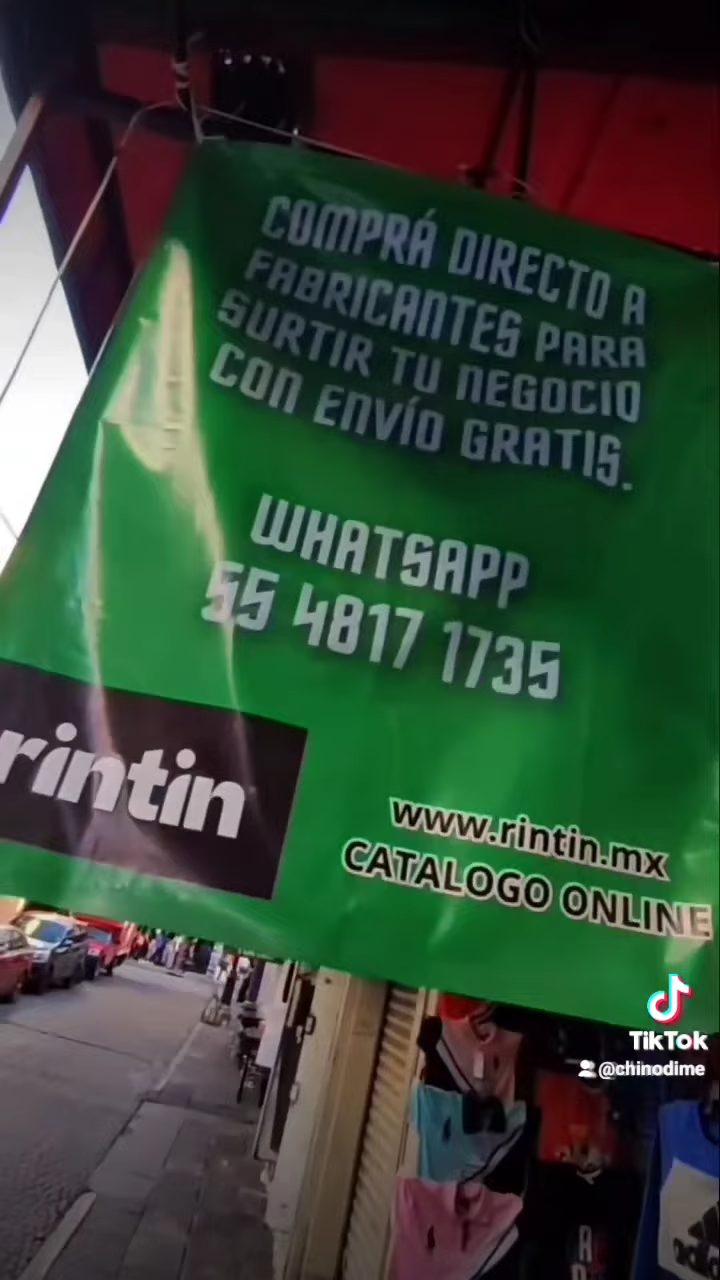 COMPRÁ DIRECTO A
FABRICANTES PARA
SURTIR TU NEGOCIO
CON ENVÍO GRATIS.
WHATSAPP
55 4817 1735
rintin
www.rintin.mx
CATALOGO ONLINE
TikTok
@chinodime